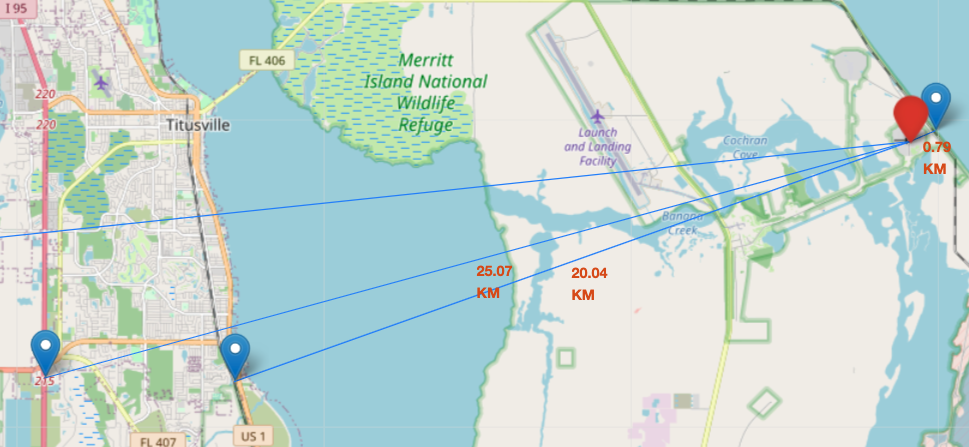 I 95
FL 406
Merritt
Island National
Wildlife
Refuge
220
220
Titusville
Launch
and Landing
Facility
Cochran
Cove
0.79
KM
Banana
Creek
25.07
KM
20.04
KM
215
FL 407
US 1